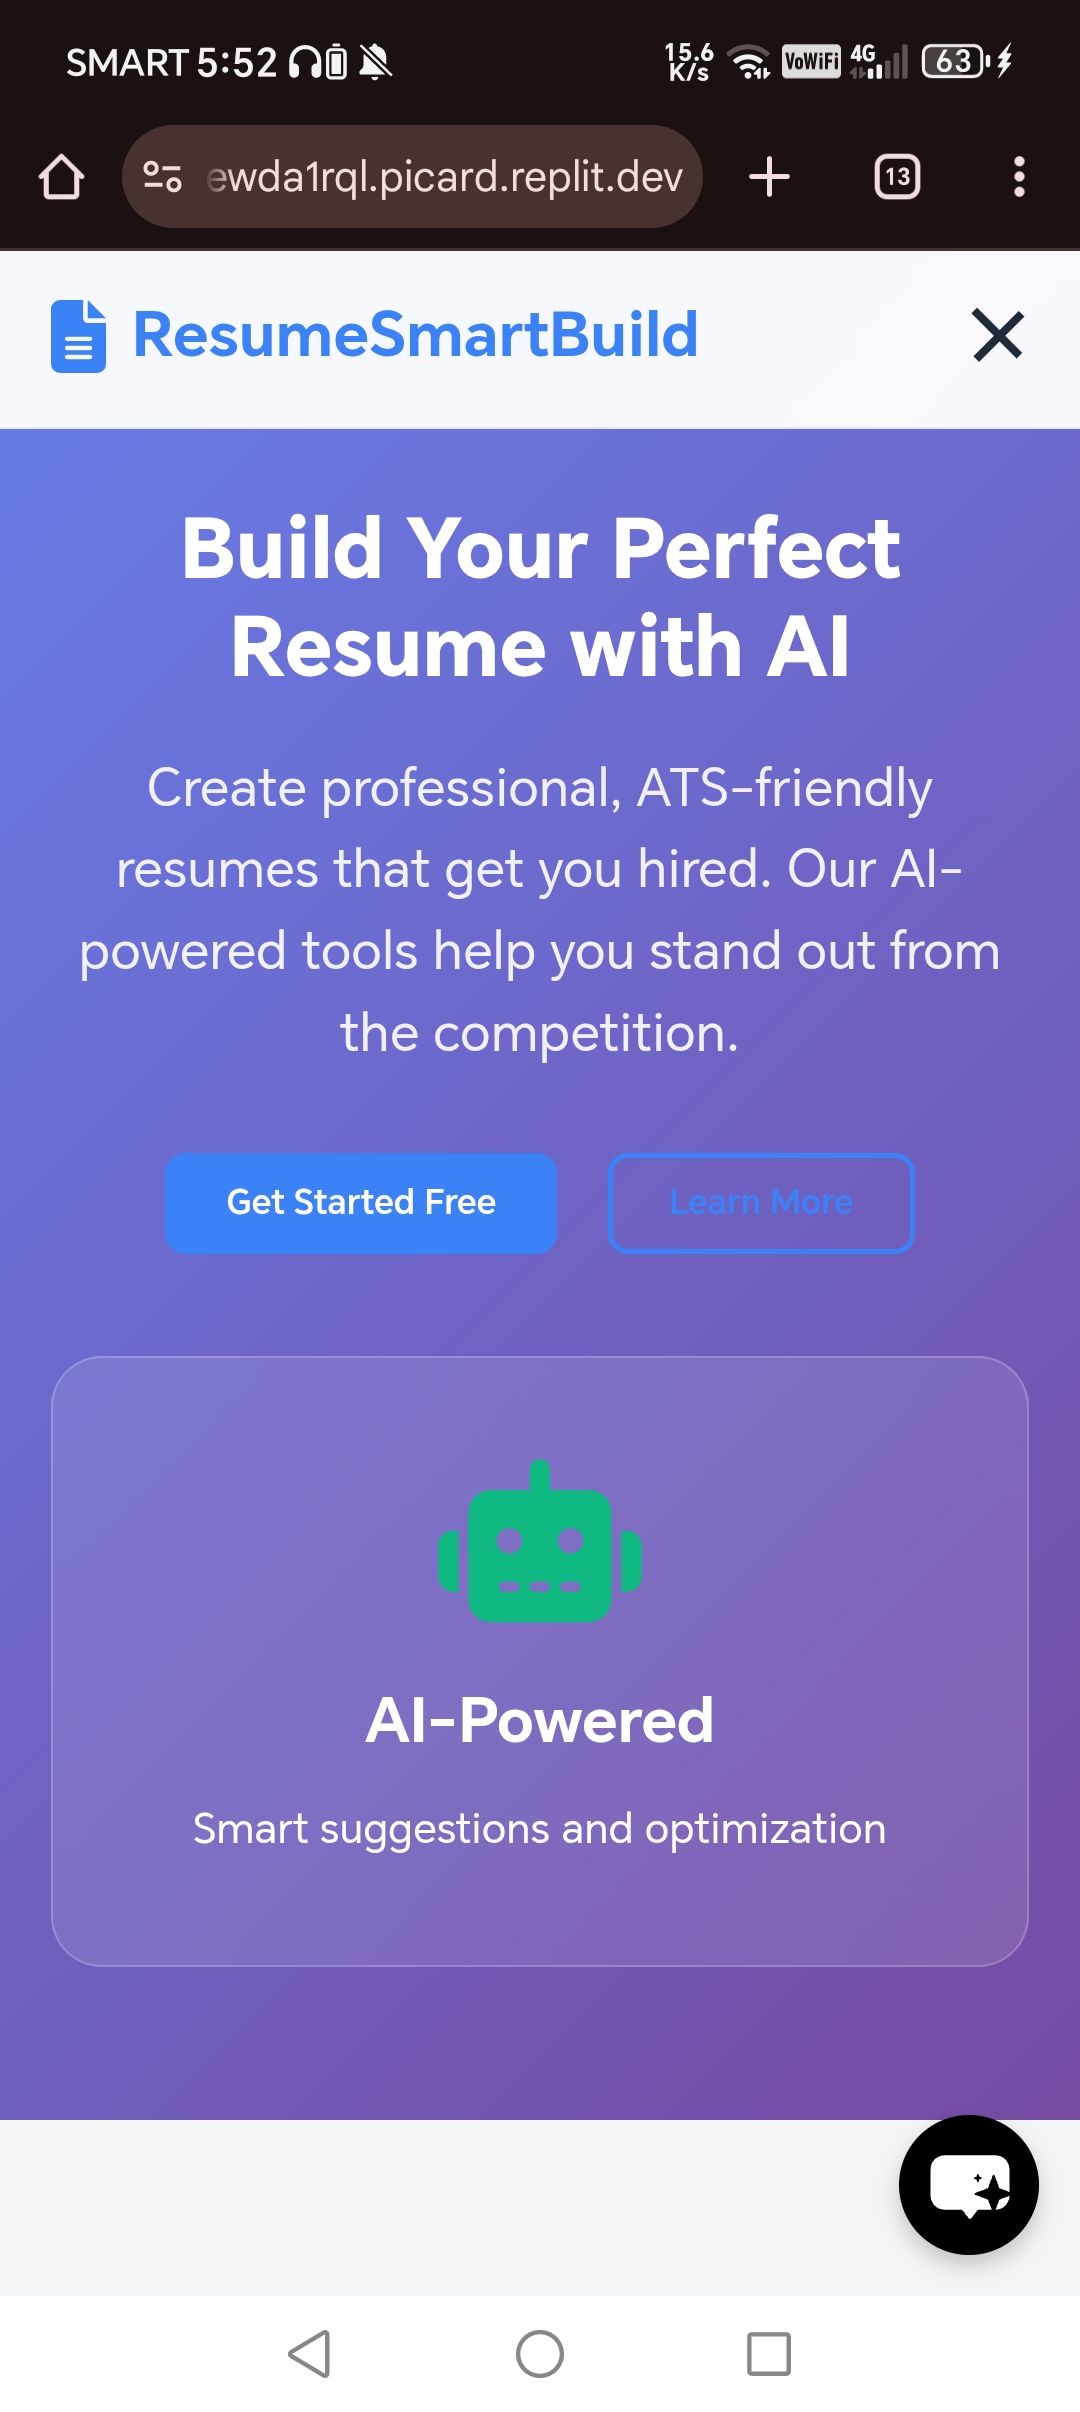 SMART 5:52
15.6
K/s
VoWiFi
4G
63
ewda1rql.picard.replit.dev
13
ResumeSmartBuild
Build Your Perfect
Resume with AI
Create professional, ATS-friendly
resumes that get you hired. Our AI-
powered tools help you stand out from
the competition.
Get Started Free
Learn More
AI-Powered
Smart suggestions and optimization